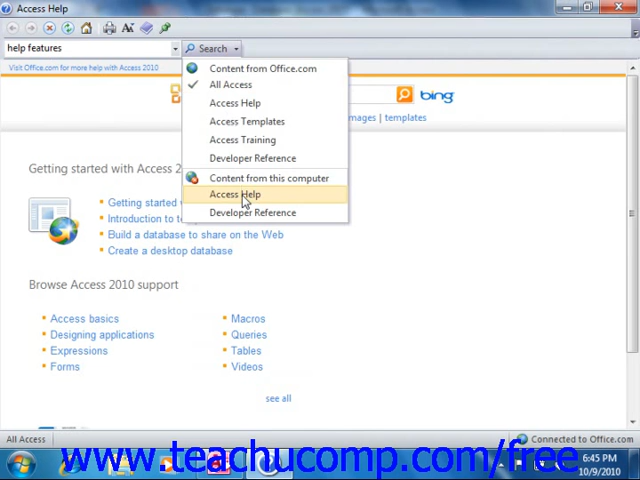 Access Help
help features
Search
Visit Office.com for more help with Access 2010
Content from Office.com
All Access
Access Help
Access Templates
Access Training
Developer Reference
Content from this computer
Access Help
Developer Reference
bing
mages | templates
Getting started with Access 2
Getting started
Introduction to t
Build a database to share on the Web
Create a desktop database
Browse Access 2010 support
Access basics
Macros
Designing applications
Queries
Expressions
Tables
Forms
Videos
see all
All Access
Connected to Office.com
www.teachucomp.com/free
6:45 PM
10/9/2010